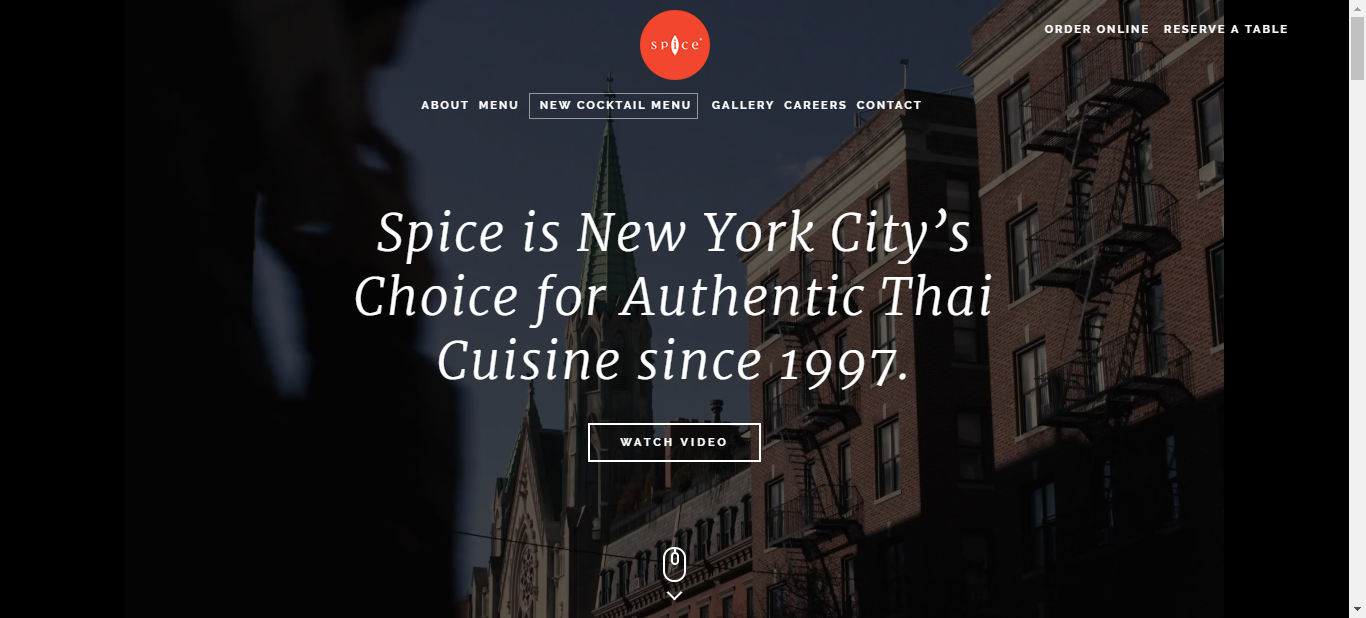 spice
ORDER ONLINE RESERVE A TABLE
ABOUT MENU NEW COCKTAIL MENU GALLERY CAREERS CONTACT
Spice is New York City’s
Choice for Authentic Thai
Cuisine since 1997.
WATCH VIDEO